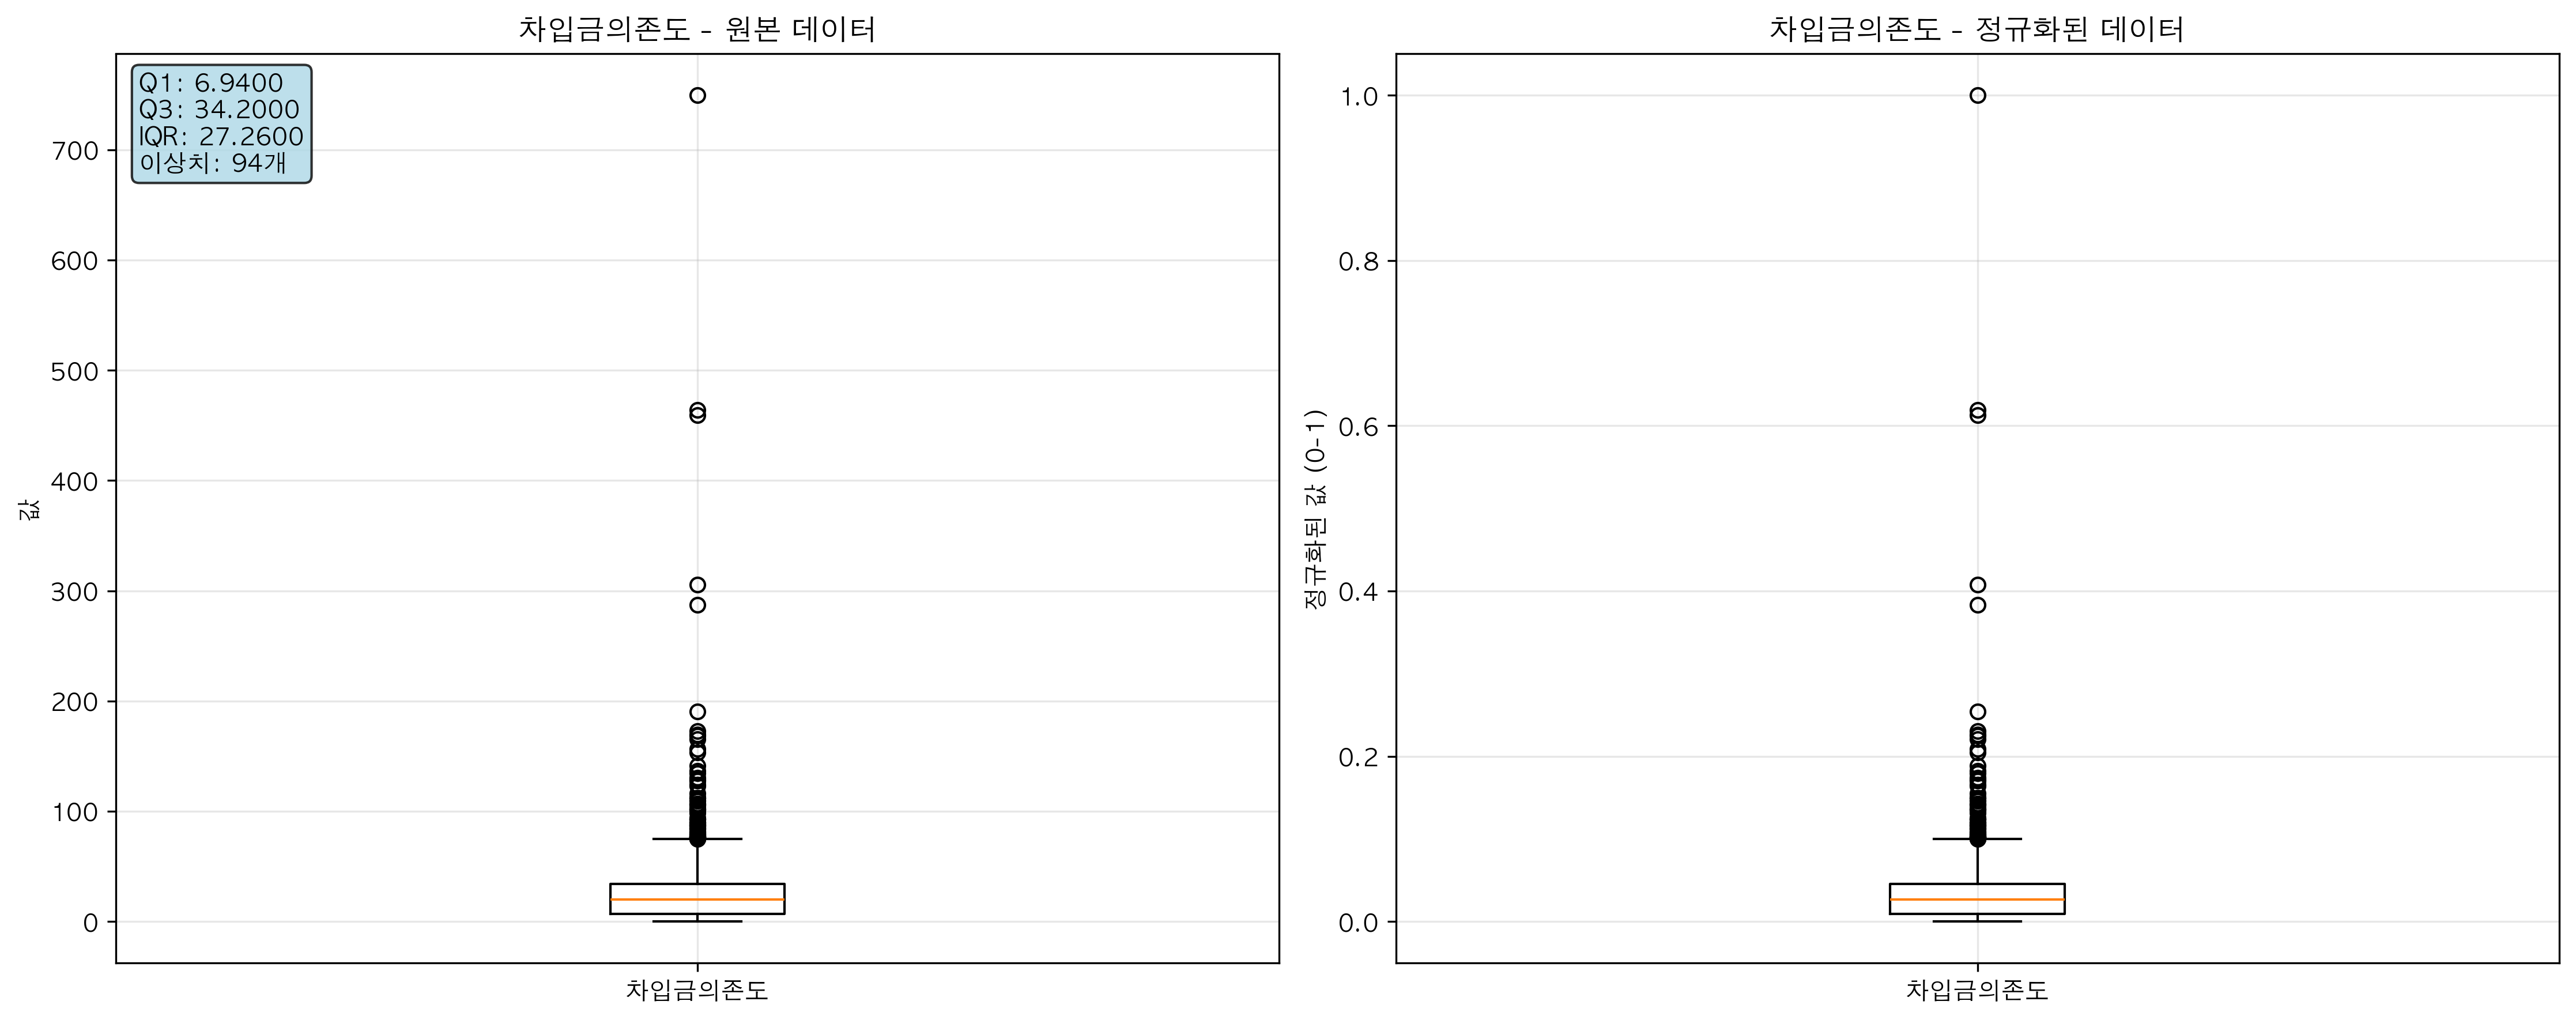 차입금의존도 - 원본 데이터
Q1: 6.9400
Q3: 34.2000
IQR: 27.2600
이상치: 94개
700
600
500
400
300
200
100
0
값
차입금의존도
차입금의존도 - 정규화된 데이터
1.0
0.8
0.6
0.4
0.2
0.0
정규화된 값 (0-1)
차입금의존도